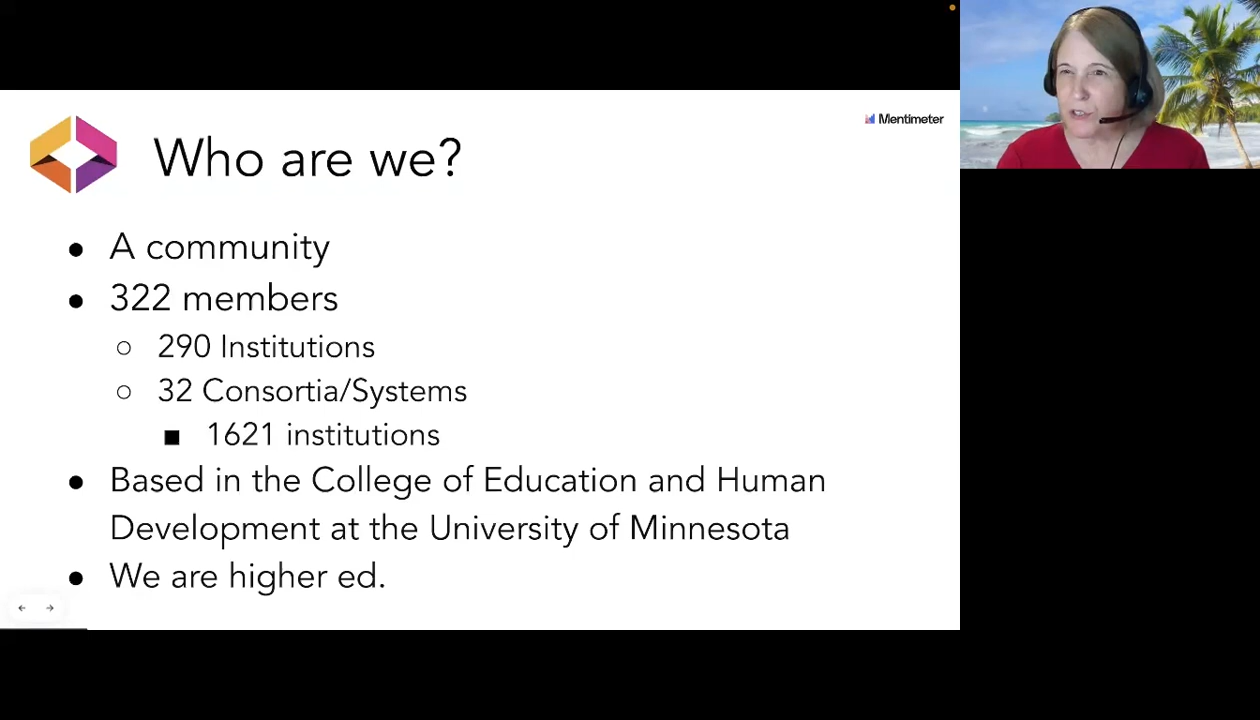 Mentimeter
Who are we?
● A community
● 322 members
○ 290 Institutions
○ 32 Consortia/Systems
■ 1621 institutions
● Based in the College of Education and Human
Development at the University of Minnesota
● We are higher ed.
← →